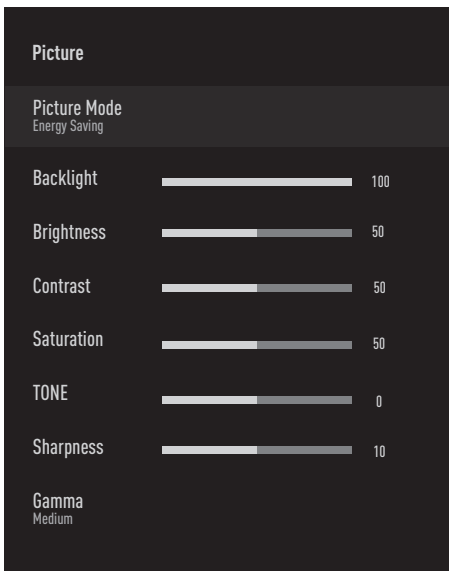 Picture
Picture Mode
Energy Saving
Backlight 100
Brightness 50
Contrast 50
Saturation 50
TONE 0
Sharpness 10
Gamma
Medium